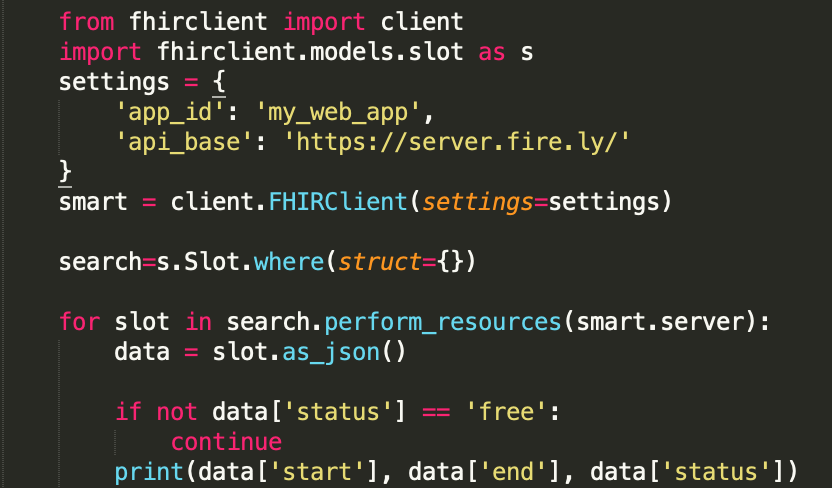 from fhirclient import client
import fhirclient.models.slot as s
settings = {
    'app_id': 'my_web_app',
    'api_base': 'https://server.fire.ly/'
}
smart = client.FHIRClient(settings=settings)

search=s.Slot.where(struct={})

for slot in search.perform_resources(smart.server):
    data = slot.as_json()

    if not data['status'] == 'free':
        continue
    print(data['start'], data['end'], data['status'])